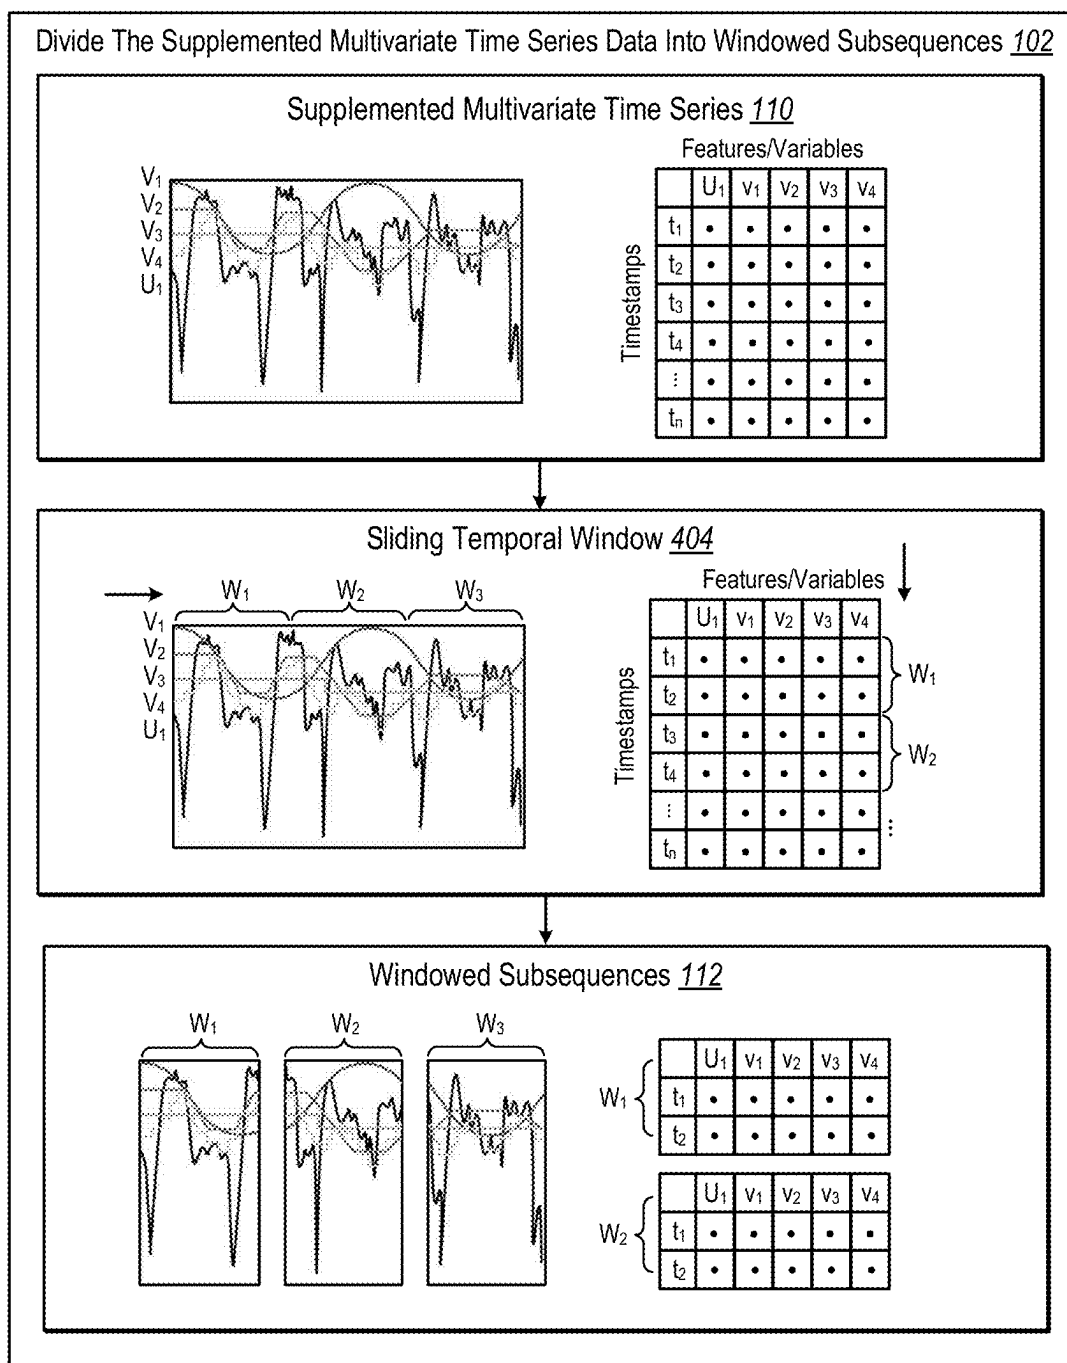 Divide The Supplemented Multivariate Time Series Data Into Windowed Subsequences 102
Supplemented Multivariate Time Series 110
V1
V2
V3
V4
U1
Features/Variables
Timestamps
U1 V1 V2 V3 V4
t1
t2
t3
t4
⋮
tn
Sliding Temporal Window 404
W1 W2 W3
V1
V2
V3
V4
U1
Features/Variables
Timestamps
U1 V1 V2 V3 V4
t1
t2
t3
t4
⋮
tn
W1
W2
⋮
Windowed Subsequences 112
W1 W2 W3
W1
U1 V1 V2 V3 V4
t1
t2
W2
U1 V1 V2 V3 V4
t1
t2